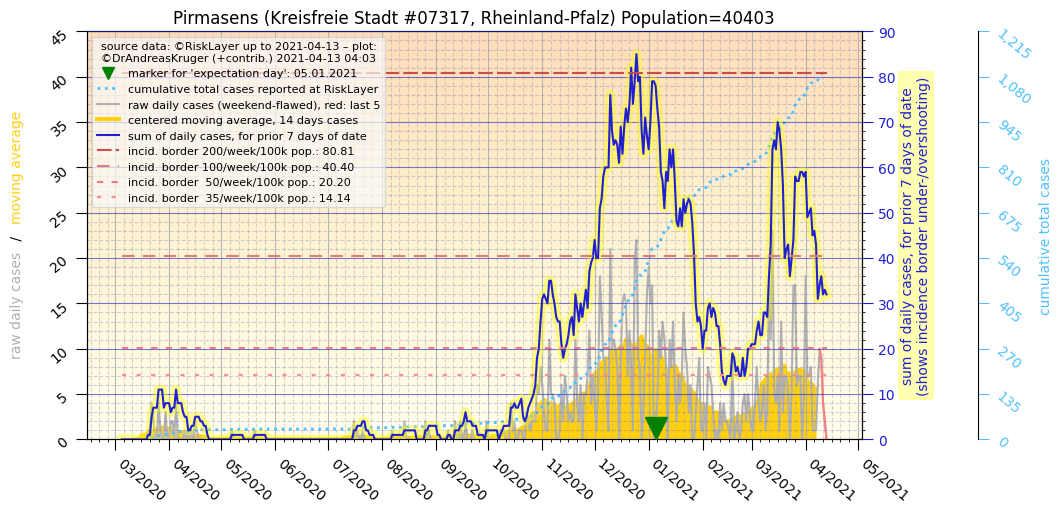 Pirmasens (Kreisfreie Stadt #07317, Rheinland-Pfalz) Population=40403
source data: ©RiskLayer up to 2021-04-13 – plot:
©DrAndreasKruger (+contrib.) 2021-04-13 04:03
marker for 'expectation day': 05.01.2021
cumulative total cases reported at RiskLayer
raw daily cases (weekend-flawed), red: last 5
centered moving average, 14 days cases
sum of daily cases, for prior 7 days of date
incid. border 200/week/100k pop.: 80.81
incid. border 100/week/100k pop.: 40.40
incid. border  50/week/100k pop.: 20.20
incid. border  35/week/100k pop.: 14.14
raw daily cases / moving average
45
40
35
30
25
20
15
10
5
0
03/2020
04/2020
05/2020
06/2020
07/2020
08/2020
09/2020
10/2020
11/2020
12/2020
01/2021
02/2021
03/2021
04/2021
05/2021
90
80
70
60
50
40
30
20
10
0
sum of daily cases, for prior 7 days of date
(shows incidence border under-/overshooting)
1,215
1,080
945
810
675
540
405
270
135
0
cumulative total cases